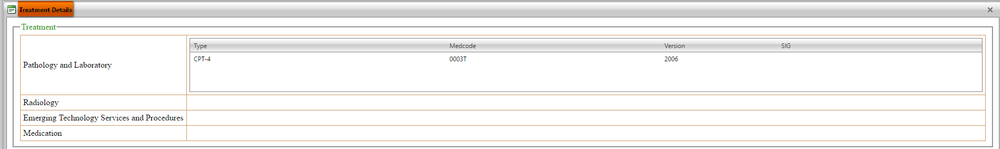 Treatment Details
Treatment
Type Medcode Version SIG
CPT-4 0003T 2006
Pathology and Laboratory
Radiology
Emerging Technology Services and Procedures
Medication